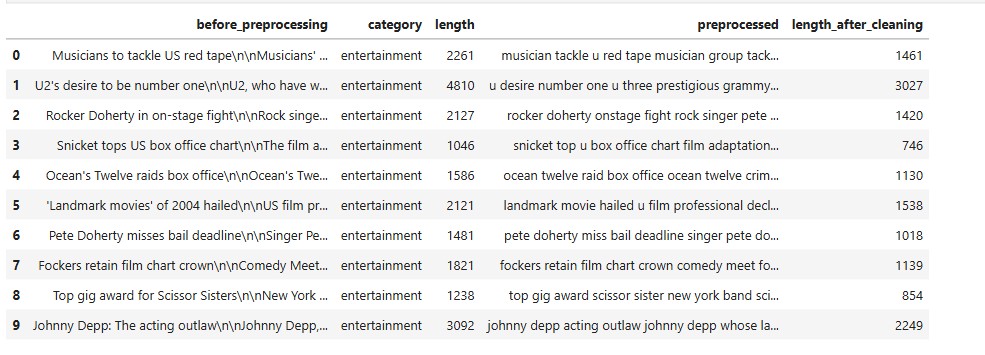 before_preprocessing category length preprocessed length_after_cleaning
0 Musicians to tackle US red tape\n\nMusicians' ... entertainment 2261 musician tackle u red tape musician group tack... 1461
1 U2's desire to be number one\n\nU2, who have w... entertainment 4810 u desire number one u three prestigious grammy... 3027
2 Rocker Doherty in on-stage fight\n\nRock singe... entertainment 2127 rocker doherty onstage fight rock singer pete ... 1420
3 Snicket tops US box office chart\n\nThe film a... entertainment 1046 snicket top u box office chart film adaptation... 746
4 Ocean's Twelve raids box office\n\nOcean's Twe... entertainment 1586 ocean twelve raid box office ocean twelve crim... 1130
5 'Landmark movies' of 2004 hailed\n\nUS film pr... entertainment 2121 landmark movie hailed u film professional decl... 1538
6 Pete Doherty misses bail deadline\n\nSinger Pe... entertainment 1481 pete doherty miss bail deadline singer pete do... 1018
7 Fockers retain film chart crown\n\nComedy Meet... entertainment 1821 fockers retain film chart crown comedy meet fo... 1139
8 Top gig award for Scissor Sisters\n\nNew York ... entertainment 1238 top gig award scissor sister new york band sci... 854
9 Johnny Depp: The acting outlaw\n\nJohnny Depp,... entertainment 3092 johnny depp acting outlaw johnny depp whose la... 2249